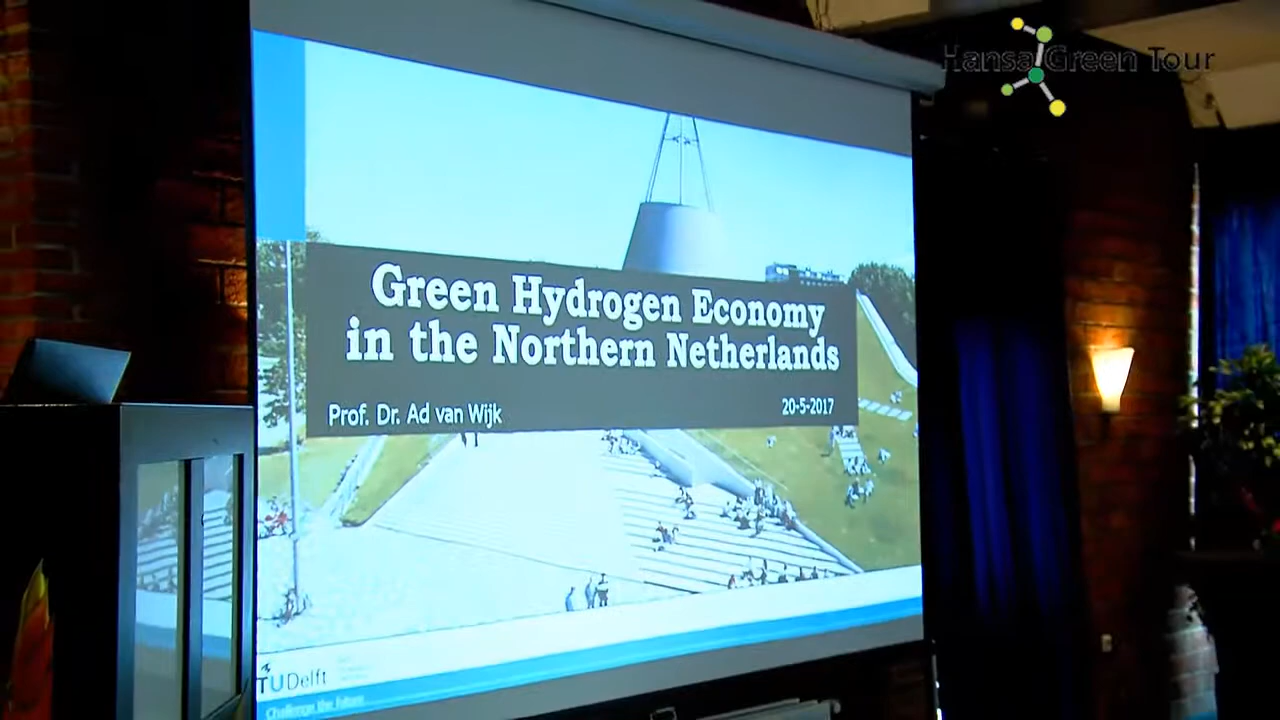 Hansa Green Tour
Green Hydrogen Economy
in the Northern Netherlands
Prof. Dr. Ad van Wijk
20-5-2017
TUDelft
Challenge the future